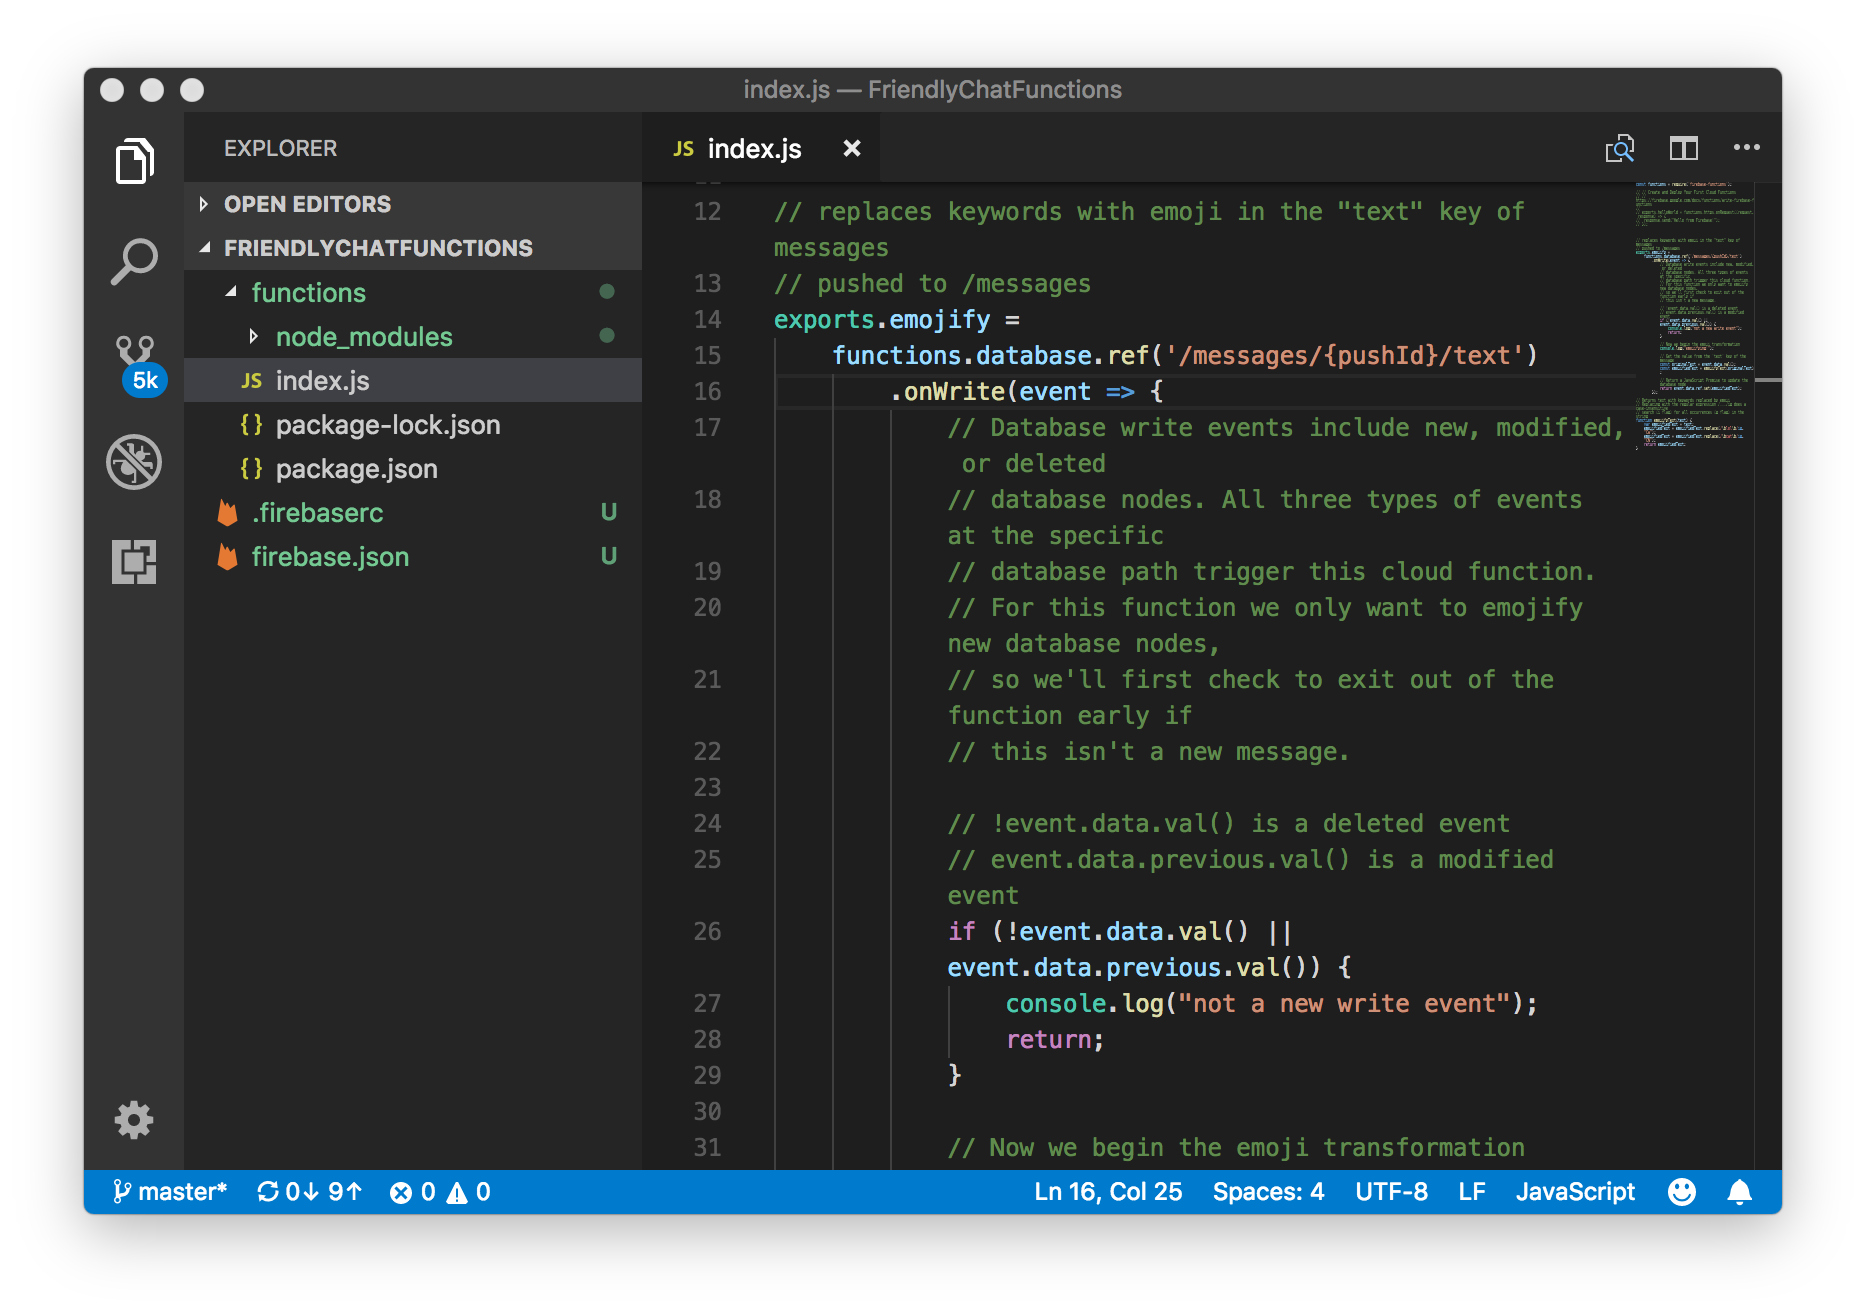 index.js — FriendlyChatFunctions
EXPLORER
OPEN EDITORS
FRIENDLYCHATFUNCTIONS
functions
node_modules
JS index.js
{} package-lock.json
{} package.json
.firebaserc U
firebase.json U
5k
JS index.js
12 // replaces keywords with emoji in the "text" key of
messages
13 // pushed to /messages
14 exports.emojify =
15 functions.database.ref('/messages/{pushId}/text')
16 .onWrite(event => {
17 // Database write events include new, modified,
or deleted
18 // database nodes. All three types of events
at the specific
19 // database path trigger this cloud function.
20 // For this function we only want to emojify
new database nodes,
21 // so we'll first check to exit out of the
function early if
22 // this isn't a new message.
23
24 // !event.data.val() is a deleted event
25 // event.data.previous.val() is a modified
event
26 if (!event.data.val() ||
event.data.previous.val()) {
27 console.log("not a new write event");
28 return;
29 }
30
31 // Now we begin the emoji transformation
master* 0↓ 9↑ 0 0 Ln 16, Col 25 Spaces: 4 UTF-8 LF JavaScript